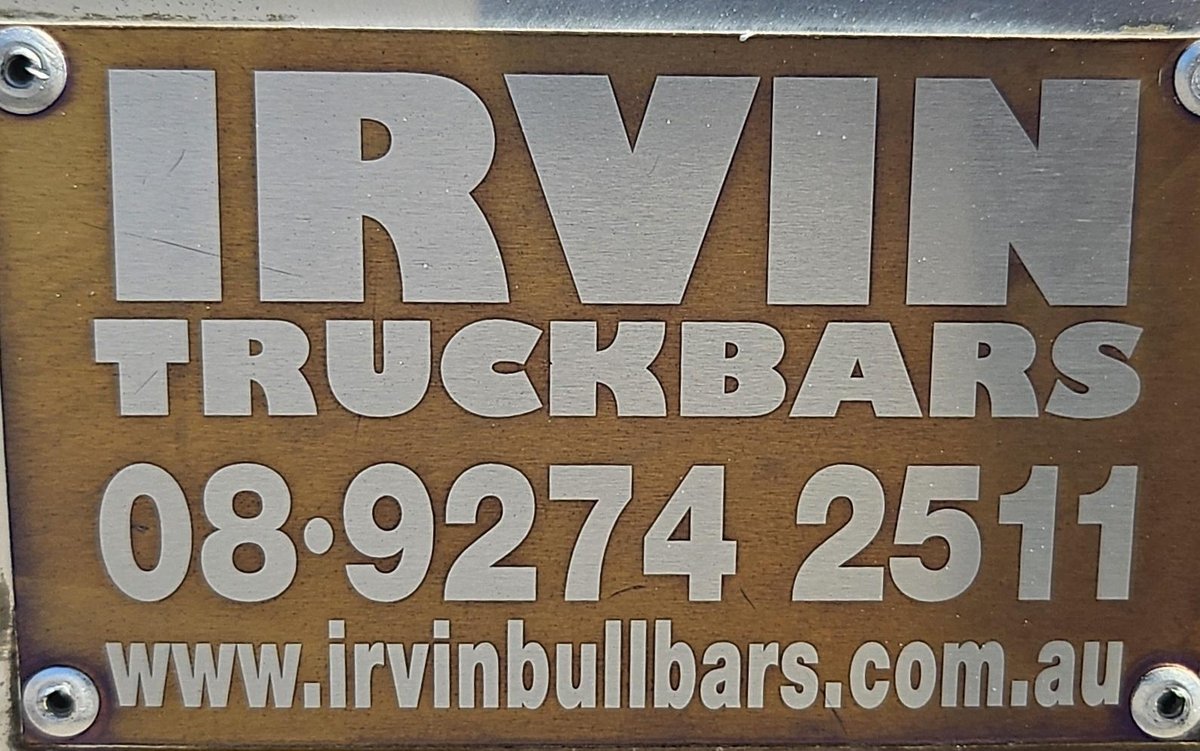 IRVIN
TRUCKBARS
08·9274 2511
www.irvinbullbars.com.au